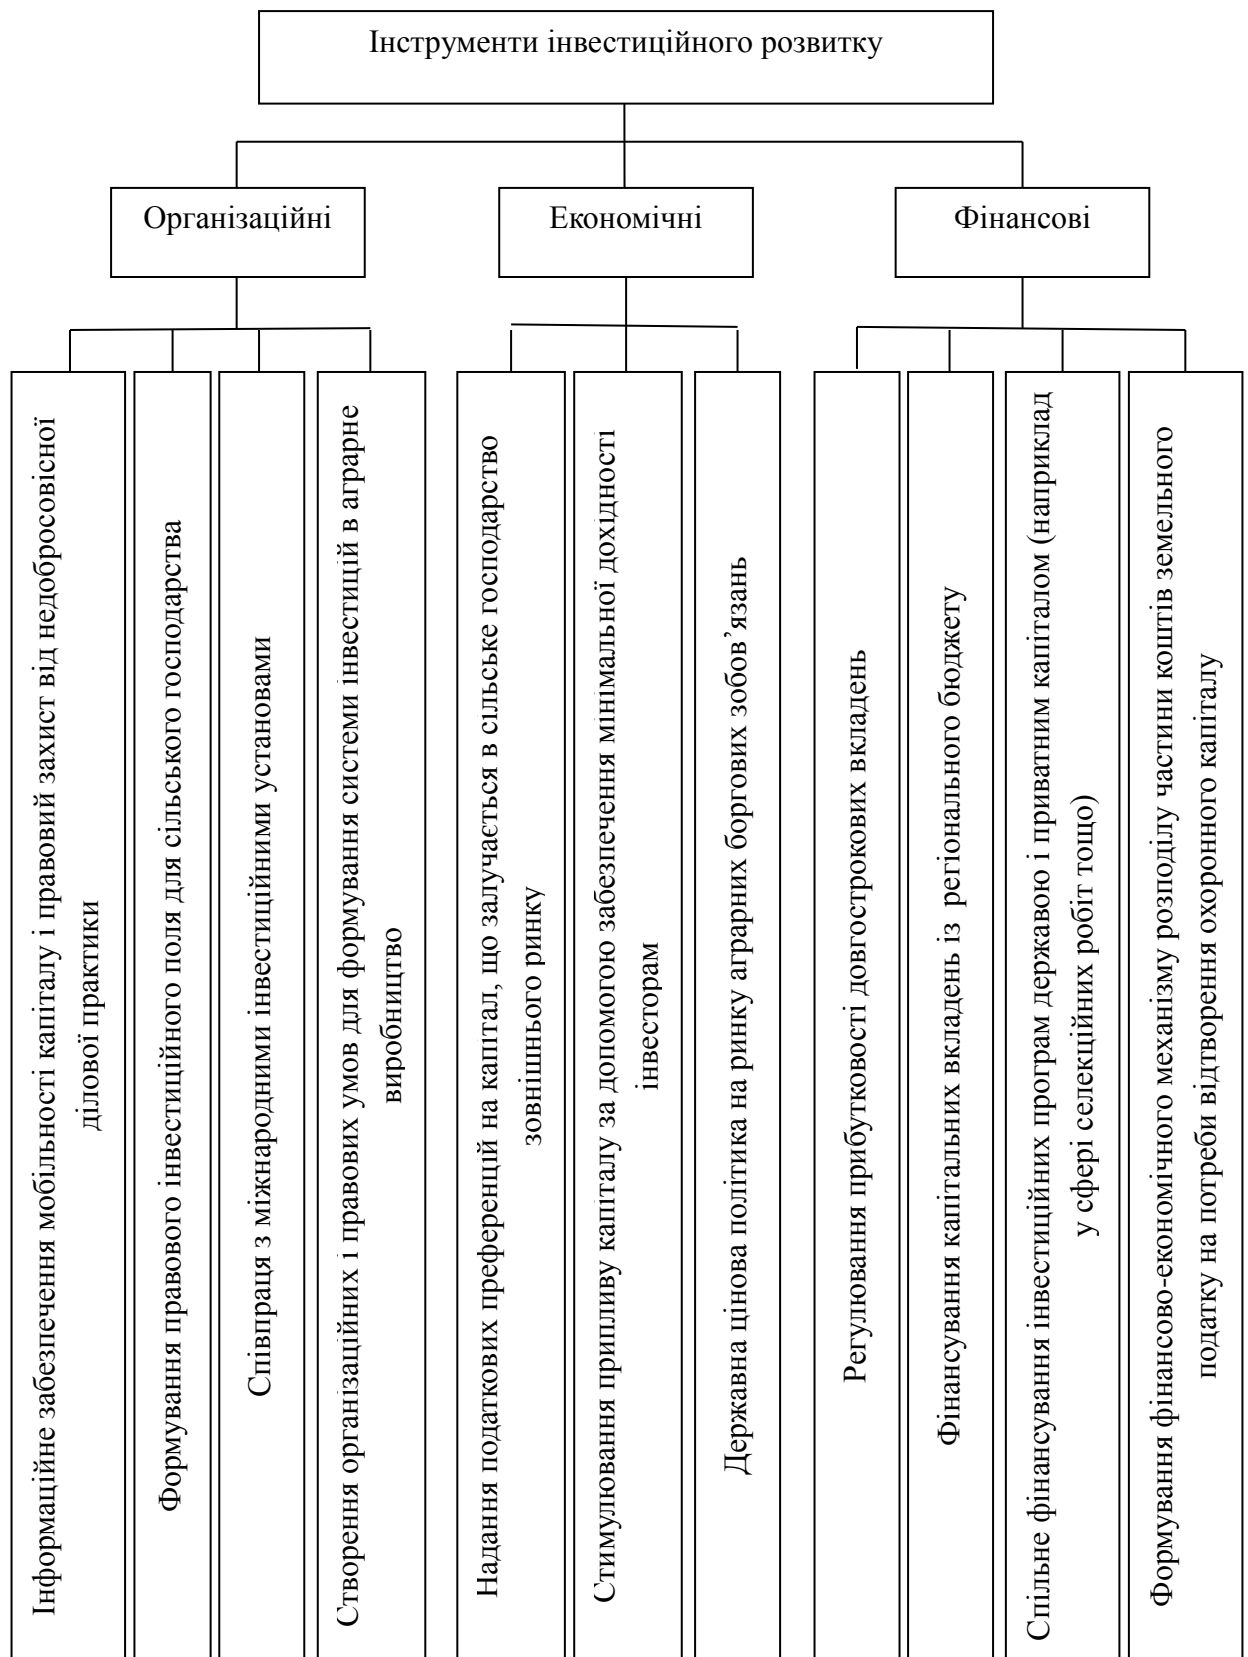 Інструменти інвестиційного розвитку
Організаційні
Економічні
Фінансові
Інформаційне забезпечення мобільності капіталу і правовий захист від недобросовісної
ділової практики
Формування правового інвестиційного поля для сільського господарства
Співпраця з міжнародними інвестиційними установами
Створення організаційних і правових умов для формування системи інвестицій в аграрне
виробництво
Надання податкових преференцій на капітал, що залучається в сільське господарство
зовнішнього ринку
Стимулювання припливу капіталу за допомогою забезпечення мінімальної дохідності
інвесторам
Державна цінова політика на ринку аграрних боргових зобов’язань
Регулювання прибутковості довгострокових вкладень
Фінансування капітальних вкладень із регіонального бюджету
Спільне фінансування інвестиційних програм державою і приватним капіталом (наприклад
у сфері селекційних робіт тощо)
Формування фінансово-економічного механізму розподілу частини коштів земельного
податку на потреби відтворення охоронного капіталу